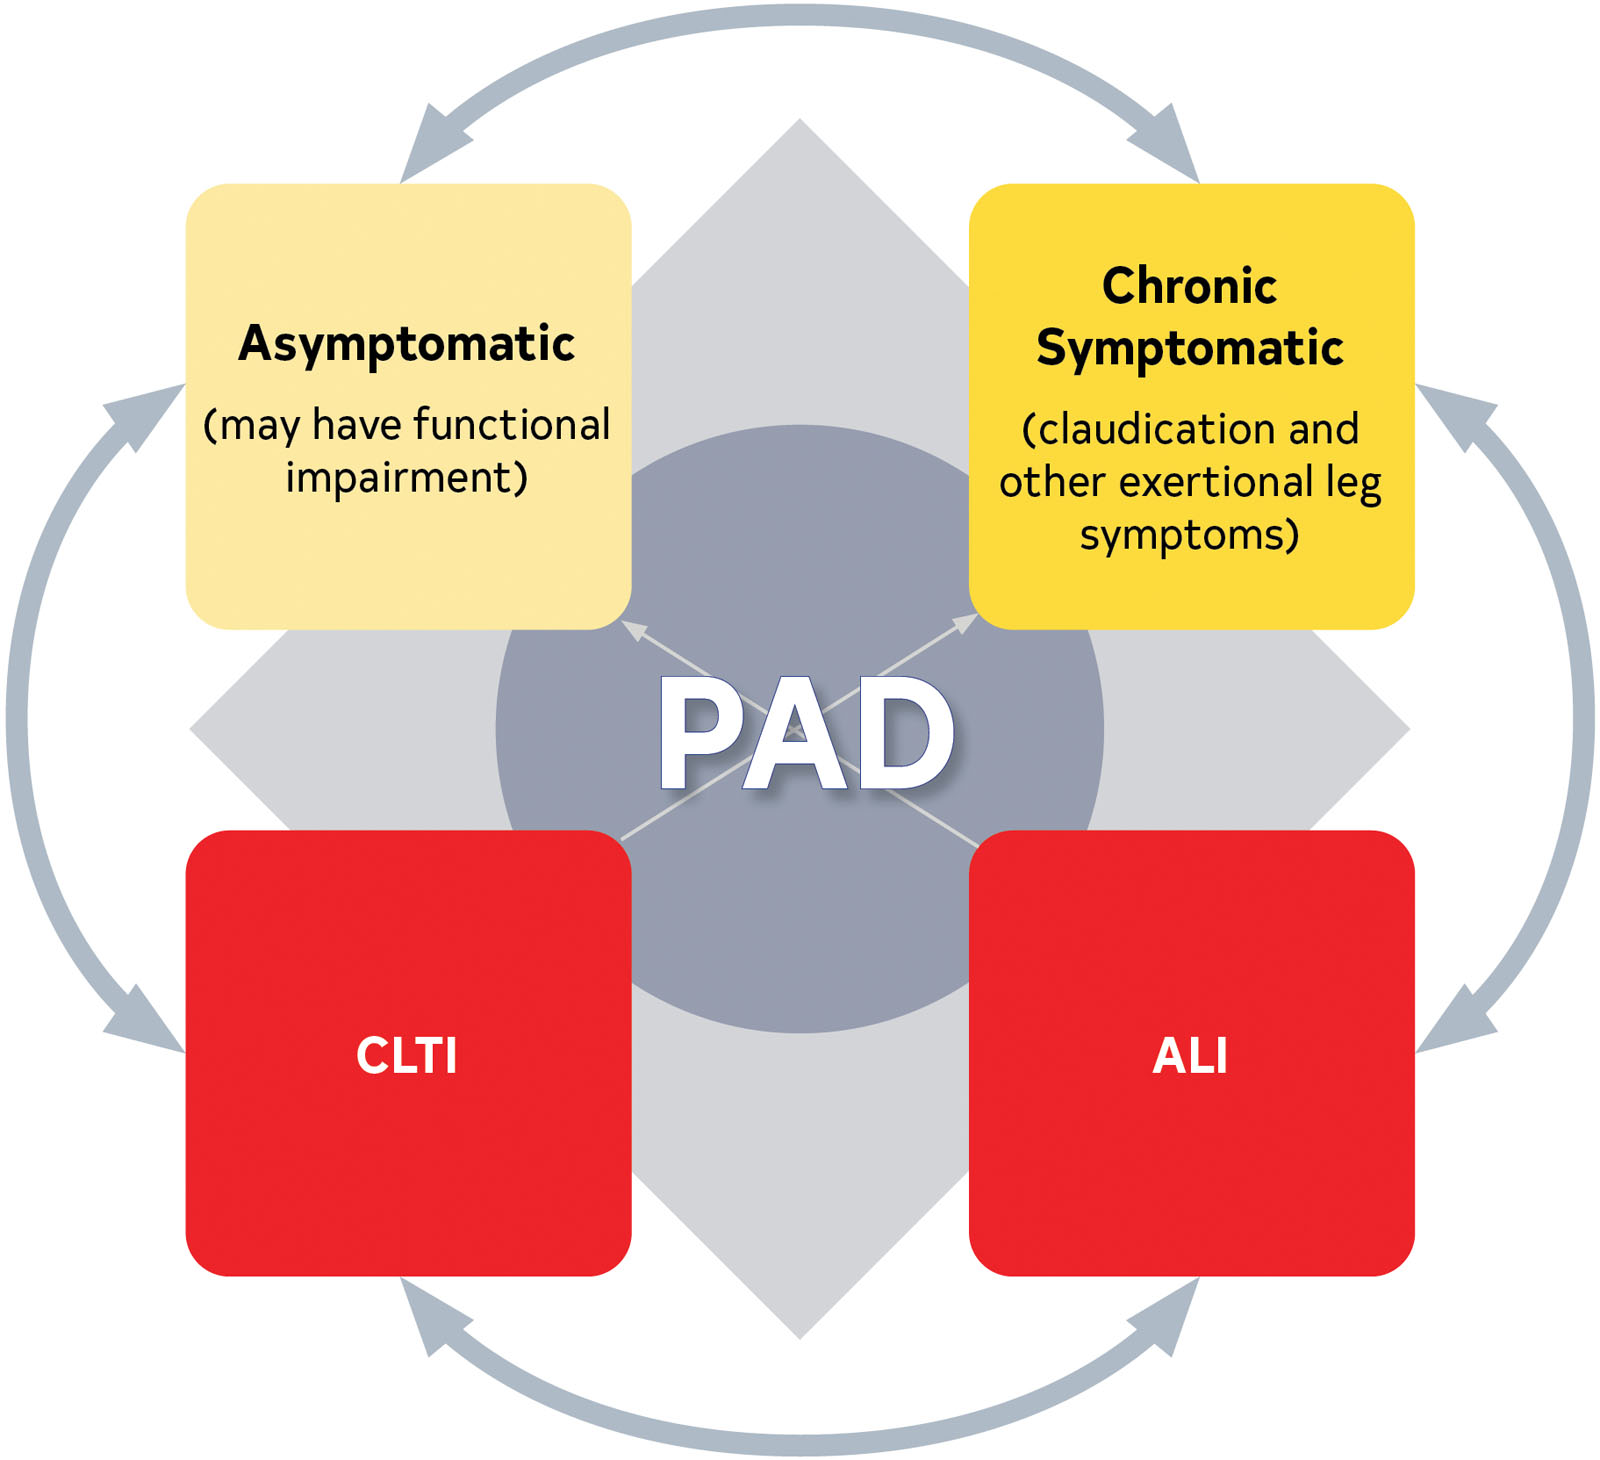 Asymptomatic
(may have functional
impairment)
Chronic
Symptomatic
(claudication and
other exertional leg
symptoms)
PAD
CLTI
ALI